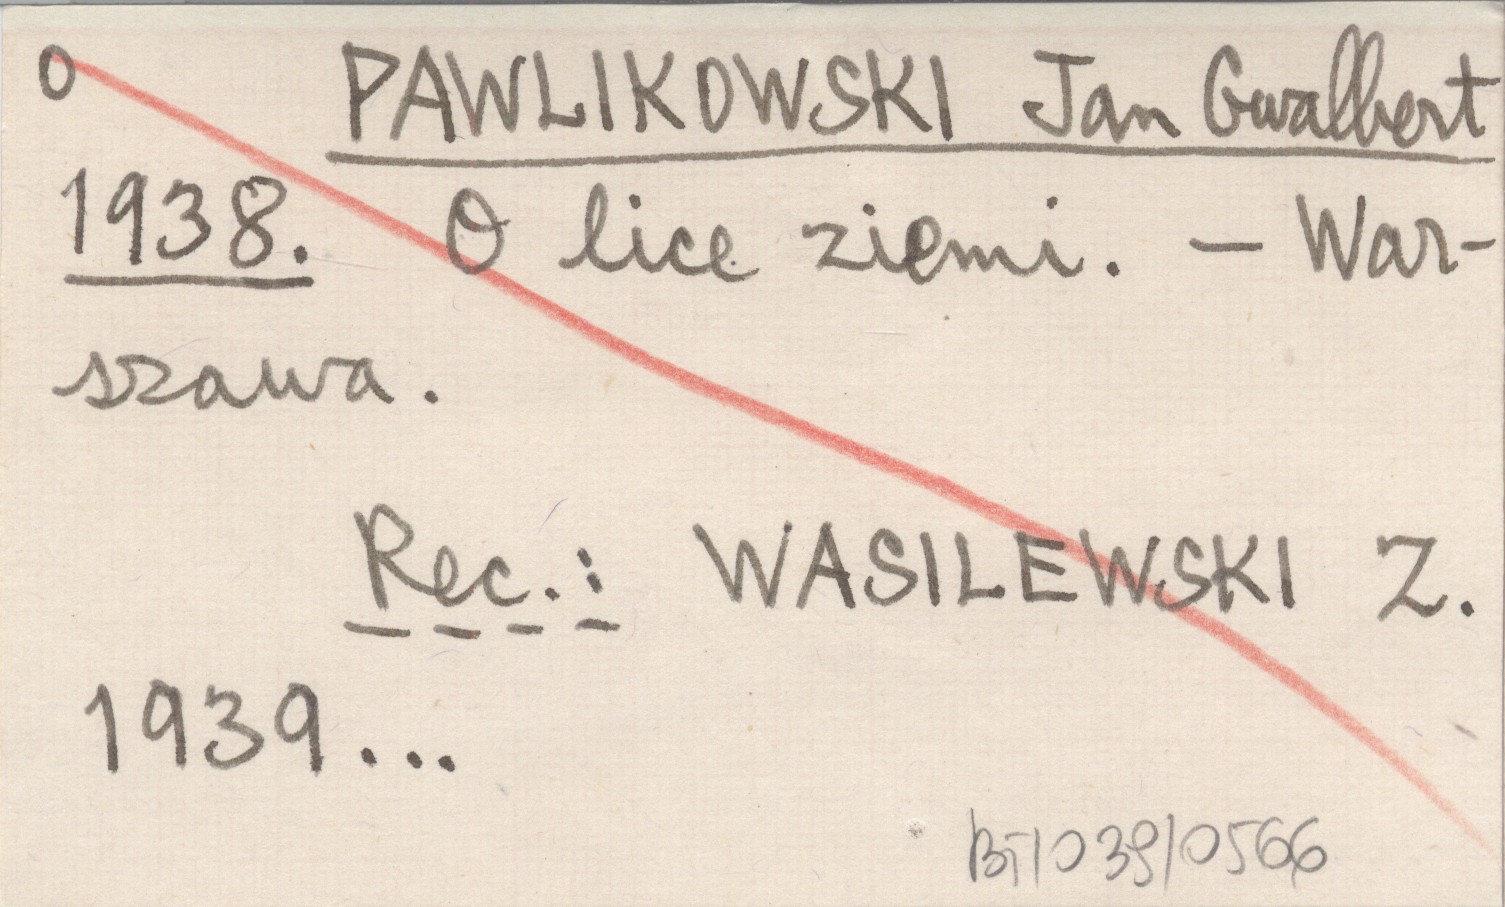 0 PAWLIKOWSKI Jan Gwalbert
1938. O lice ziemi. – War-
szawa.
Rec.: WASILEWSKI Z.
1939...
BT/039/0566